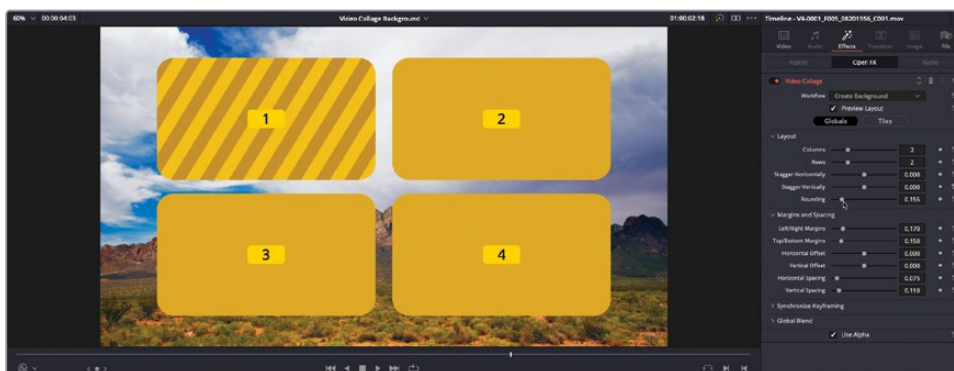 60% 00:00:04:03 Video Collage Background 01:00:02:18 Timeline - V4-0001_F005_08201556_C001.mov
Video Audio Effects Transition Image File
Fusion Open FX Audio
Video Collage
Workflow Create Background
Preview Layout
Globals Tiles
Layout
Columns 2
Rows 2
Stagger Horizontally 0.000
Stagger Vertically 0.000
Rounding 0.155
Margins and Spacing
Left/Right Margins 0.170
Top/Bottom Margins 0.150
Horizontal Offset 0.000
Vertical Offset 0.000
Horizontal Spacing 0.075
Vertical Spacing 0.110
Synchronize Keyframing
Global Blend
Use Alpha
1 2
3 4